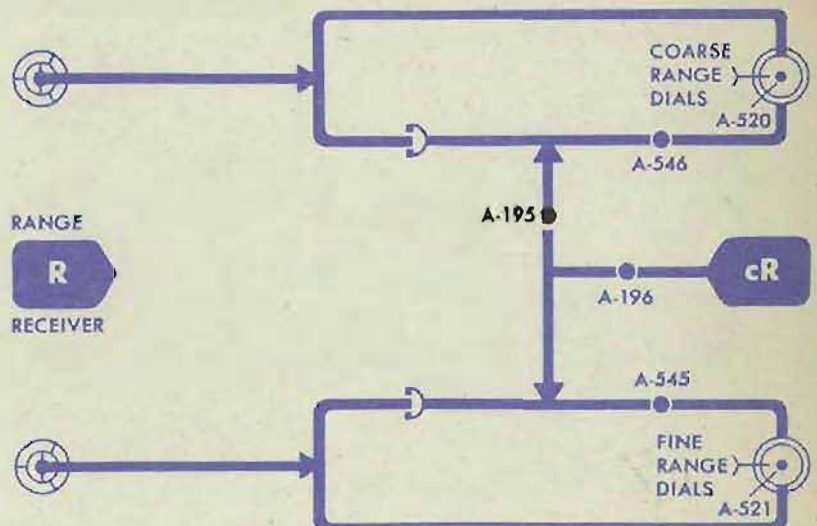 COARSE
RANGE
DIALS
A-520
A-546
A-195
RANGE
R
RECEIVER
cR
A-196
A-545
FINE
RANGE
DIALS
A-521